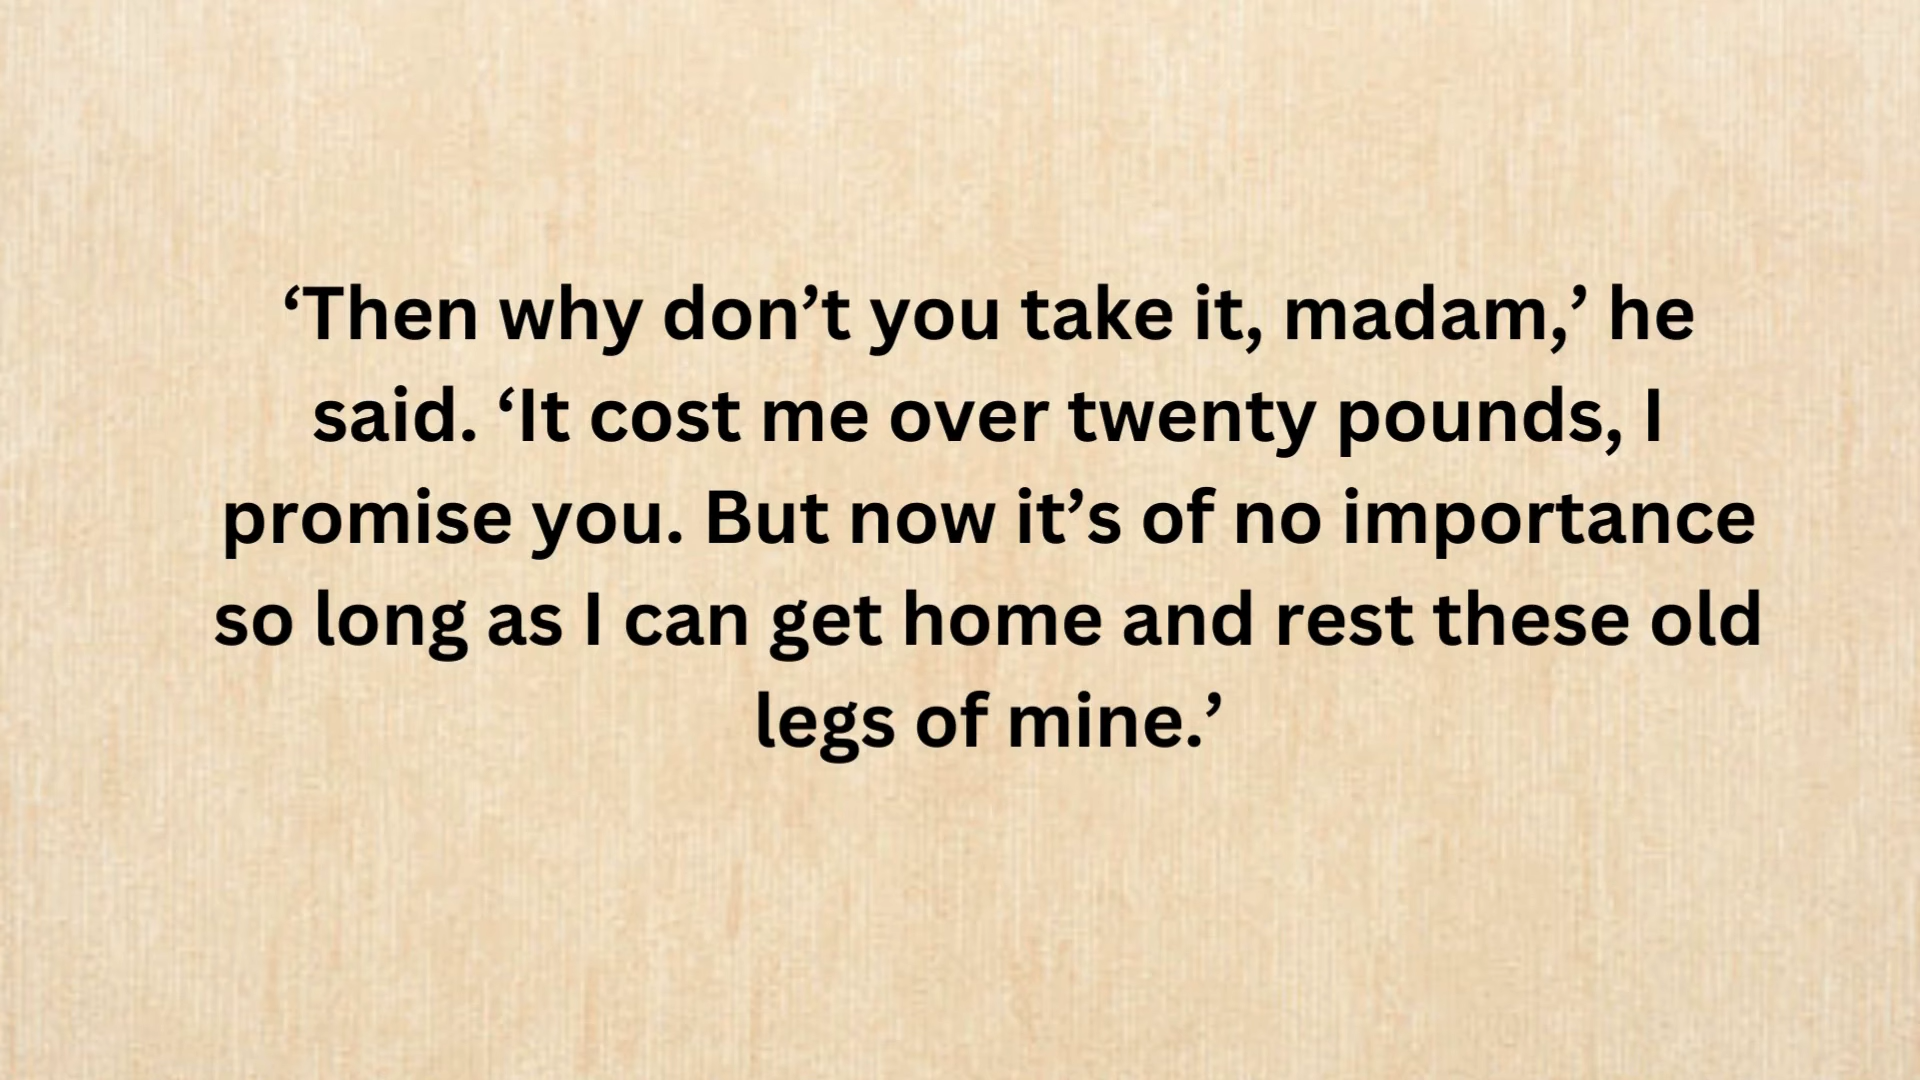 ‘Then why don’t you take it, madam,’ he
said. ‘It cost me over twenty pounds, I
promise you. But now it’s of no importance
so long as I can get home and rest these old
legs of mine.’